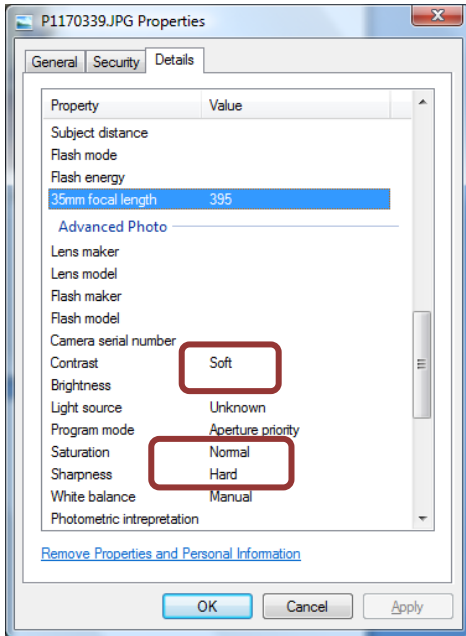 P1170339.JPG Properties
General Security Details
Property Value
Subject distance
Flash mode
Flash energy
35mm focal length 395
Advanced Photo
Lens maker
Lens model
Flash maker
Flash model
Camera serial number
Contrast Soft
Brightness
Light source Unknown
Program mode Aperture priority
Saturation Normal
Sharpness Hard
White balance Manual
Photometric intrepretation
Remove Properties and Personal Information
OK Cancel Apply